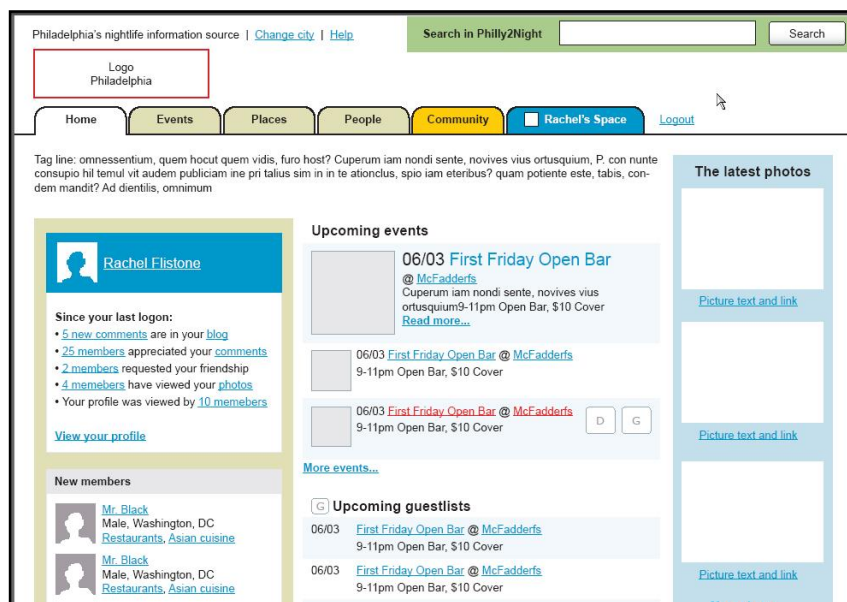 Philadelphia's nightlife information source | Change city | Help
Search in Philly2Night
Search
Logo
Philadelphia
Home
Events
Places
People
Community
Rachel's Space
Logout
Tag line: omnessentium, quem hocut quem vidis, furo host? Cuperum iam nondi sente, novives vius ortusquium, P. con nunte
consupio hil temul vit audem publiciam ine pri talius sim in in te ationclus, spio iam eteribus? quam potiente este, tabis, con-
dem mandit? Ad dientilis, omnimum
Rachel Flistone
Since your last logon:
• 5 new comments are in your blog
• 25 members appreciated your comments
• 2 members requested your friendship
• 4 memebers have viewed your photos
• Your profile was viewed by 10 memebers
View your profile
New members
Mr. Black
Male, Washington, DC
Restaurants, Asian cuisine
Mr. Black
Male, Washington, DC
Restaurants, Asian cuisine
Upcoming events
06/03 First Friday Open Bar
@ McFadderfs
Cuperum iam nondi sente, novives vius
ortusquium9-11pm Open Bar, $10 Cover
Read more...
06/03 First Friday Open Bar @ McFadderfs
9-11pm Open Bar, $10 Cover
06/03 First Friday Open Bar @ McFadderfs
9-11pm Open Bar, $10 Cover
D G
More events...
G Upcoming guestlists
06/03 First Friday Open Bar @ McFadderfs
9-11pm Open Bar, $10 Cover
06/03 First Friday Open Bar @ McFadderfs
9-11pm Open Bar, $10 Cover
The latest photos
Picture text and link
Picture text and link
Picture text and link